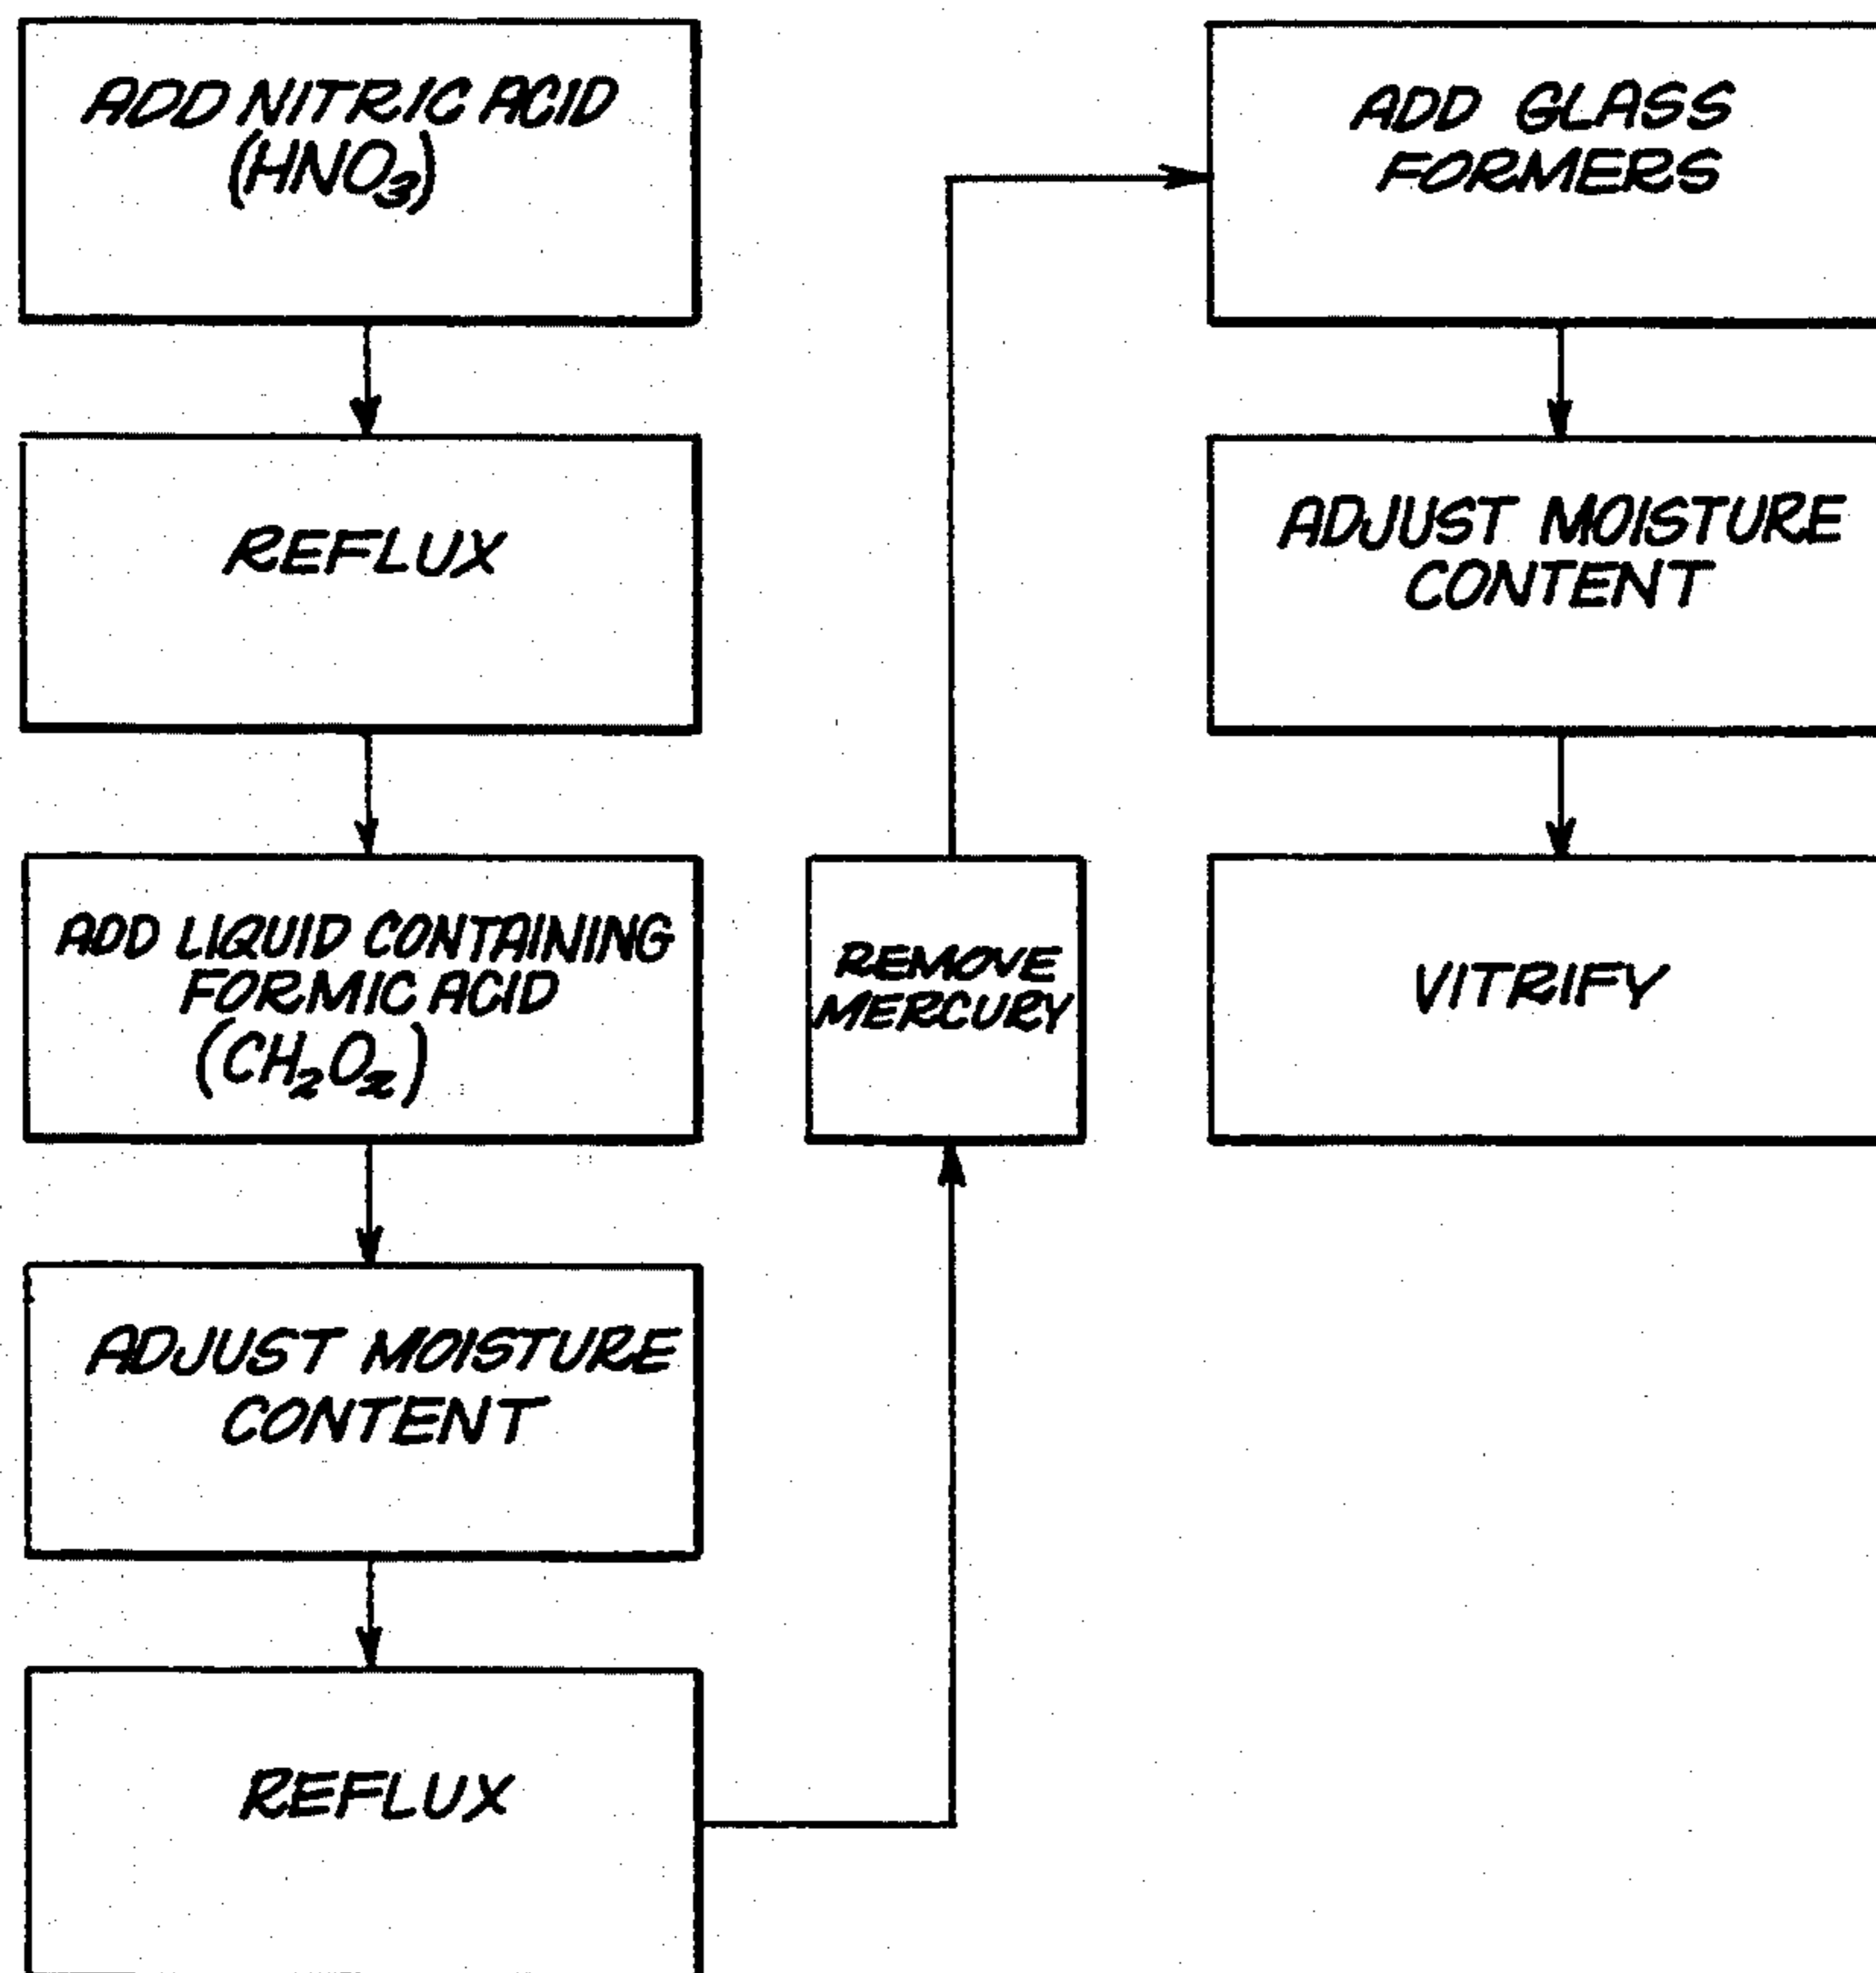 ADD NITRIC ACID
(HNO₃)
REFLUX
ADD LIQUID CONTAINING
FORMIC ACID
(CH₂O₂)
ADJUST MOISTURE
CONTENT
REFLUX
REMOVE
MERCURY
ADD GLASS
FORMERS
ADJUST MOISTURE
CONTENT
VITRIFY